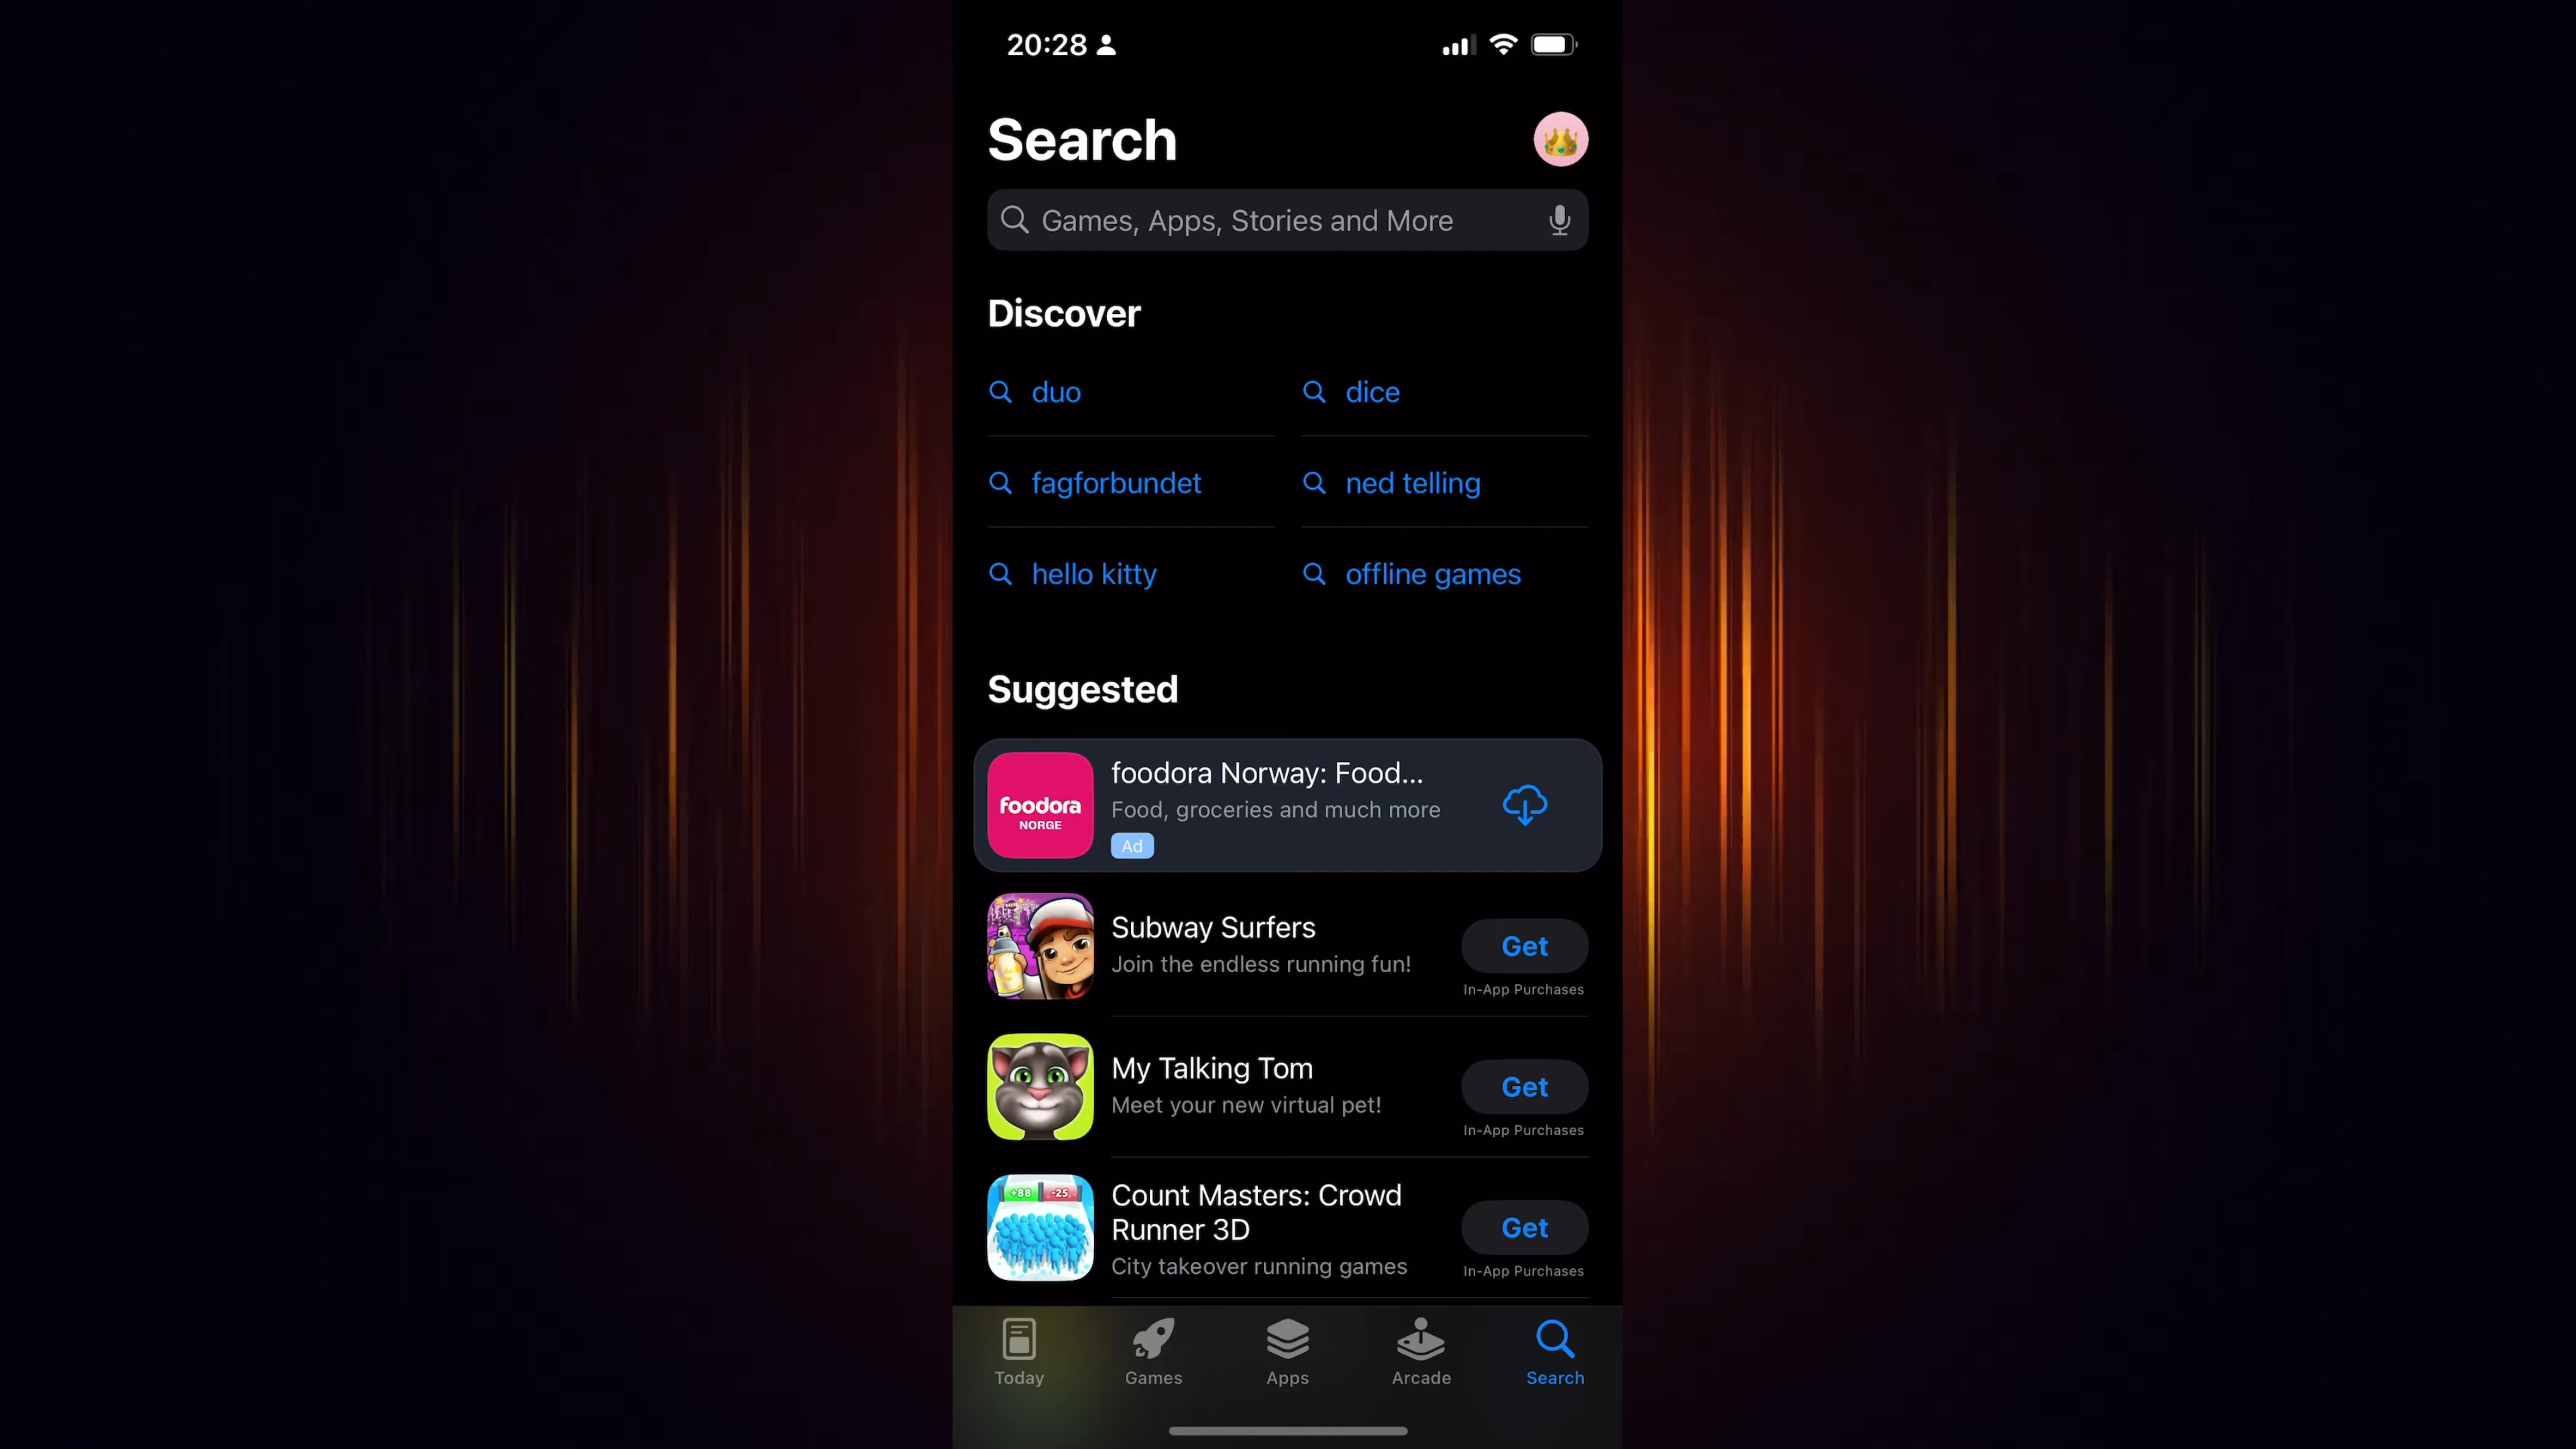 20:28
Search
Games, Apps, Stories and More
Discover
duo
dice
fagforbundet
ned telling
hello kitty
offline games
Suggested
foodora
NORGE
foodora Norway: Food...
Food, groceries and much more
Ad
Subway Surfers
Join the endless running fun!
Get
In-App Purchases
My Talking Tom
Meet your new virtual pet!
Get
In-App Purchases
+88 -25
Count Masters: Crowd
Runner 3D
City takeover running games
Get
In-App Purchases
Today
Games
Apps
Arcade
Search